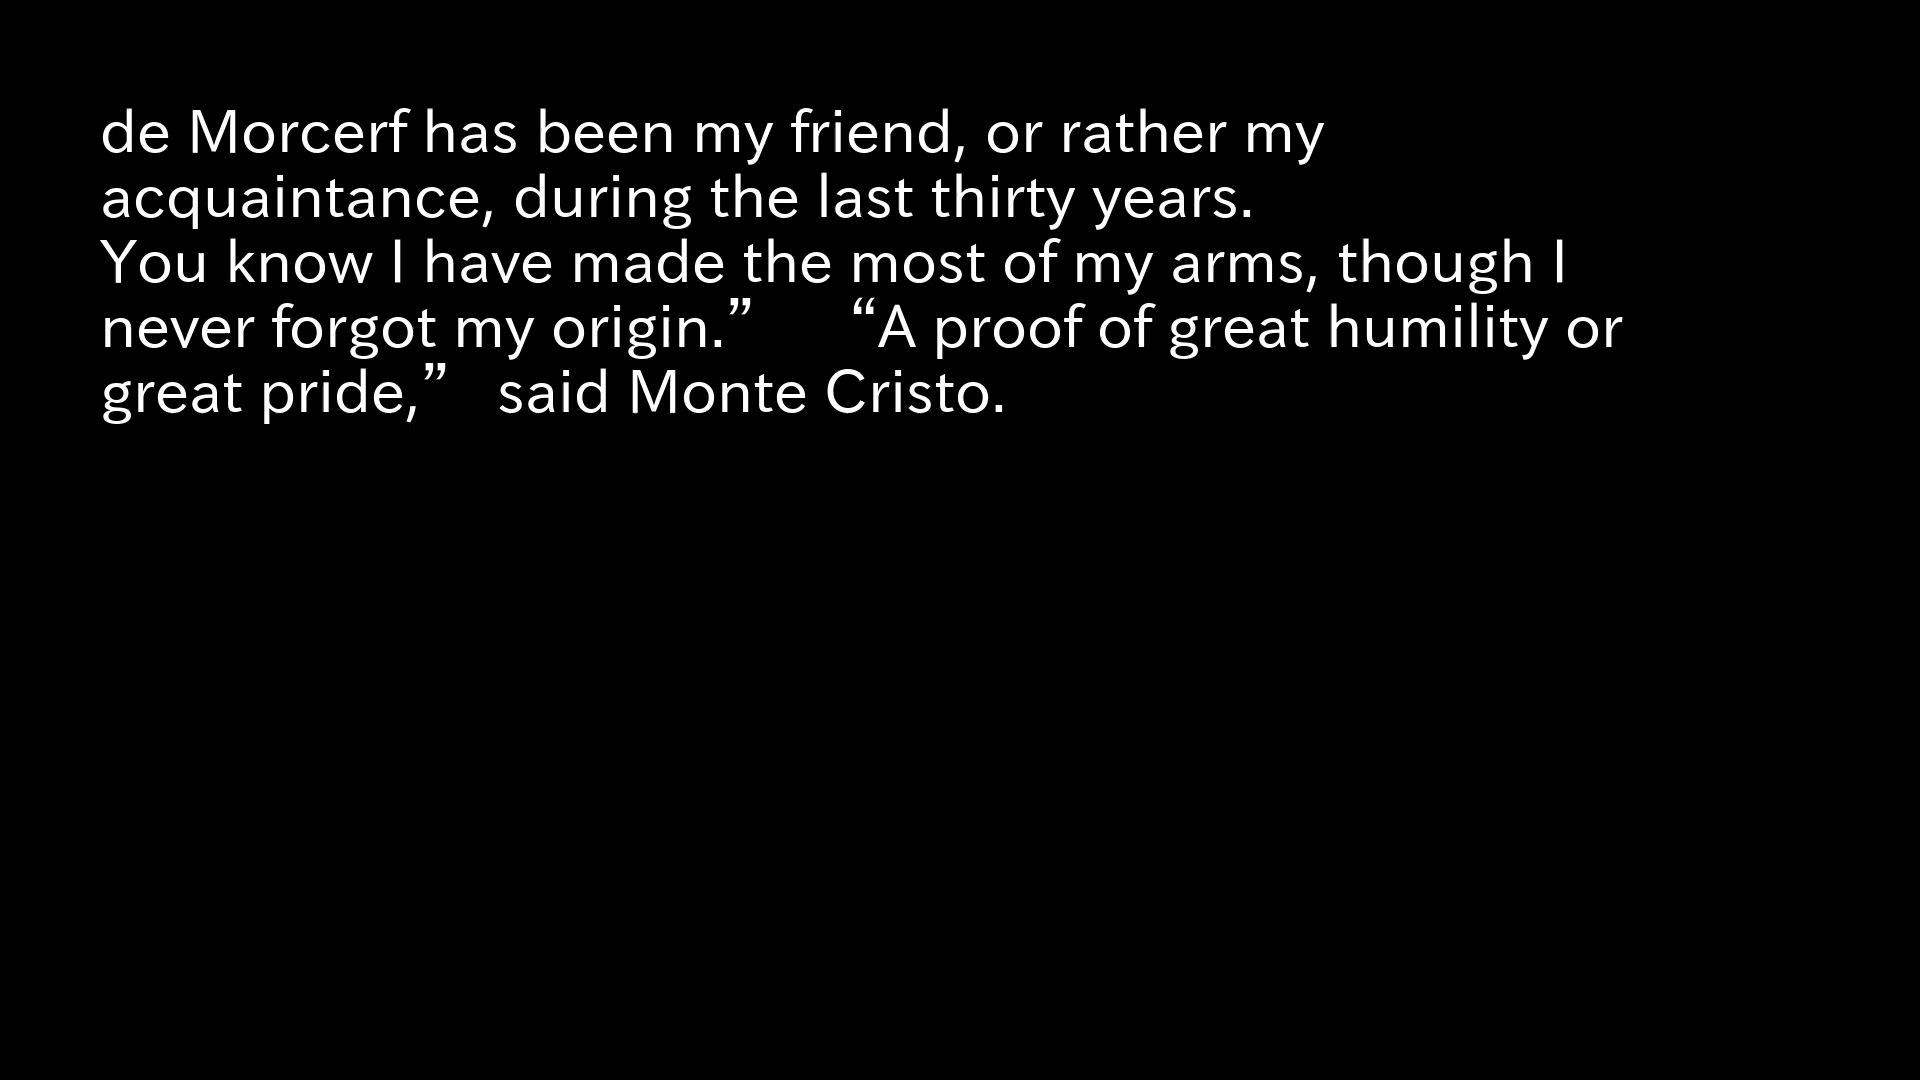 de Morcerf has been my friend, or rather my
acquaintance, during the last thirty years.
You know I have made the most of my arms, though I
never forgot my origin.” “A proof of great humility or
great pride,” said Monte Cristo.